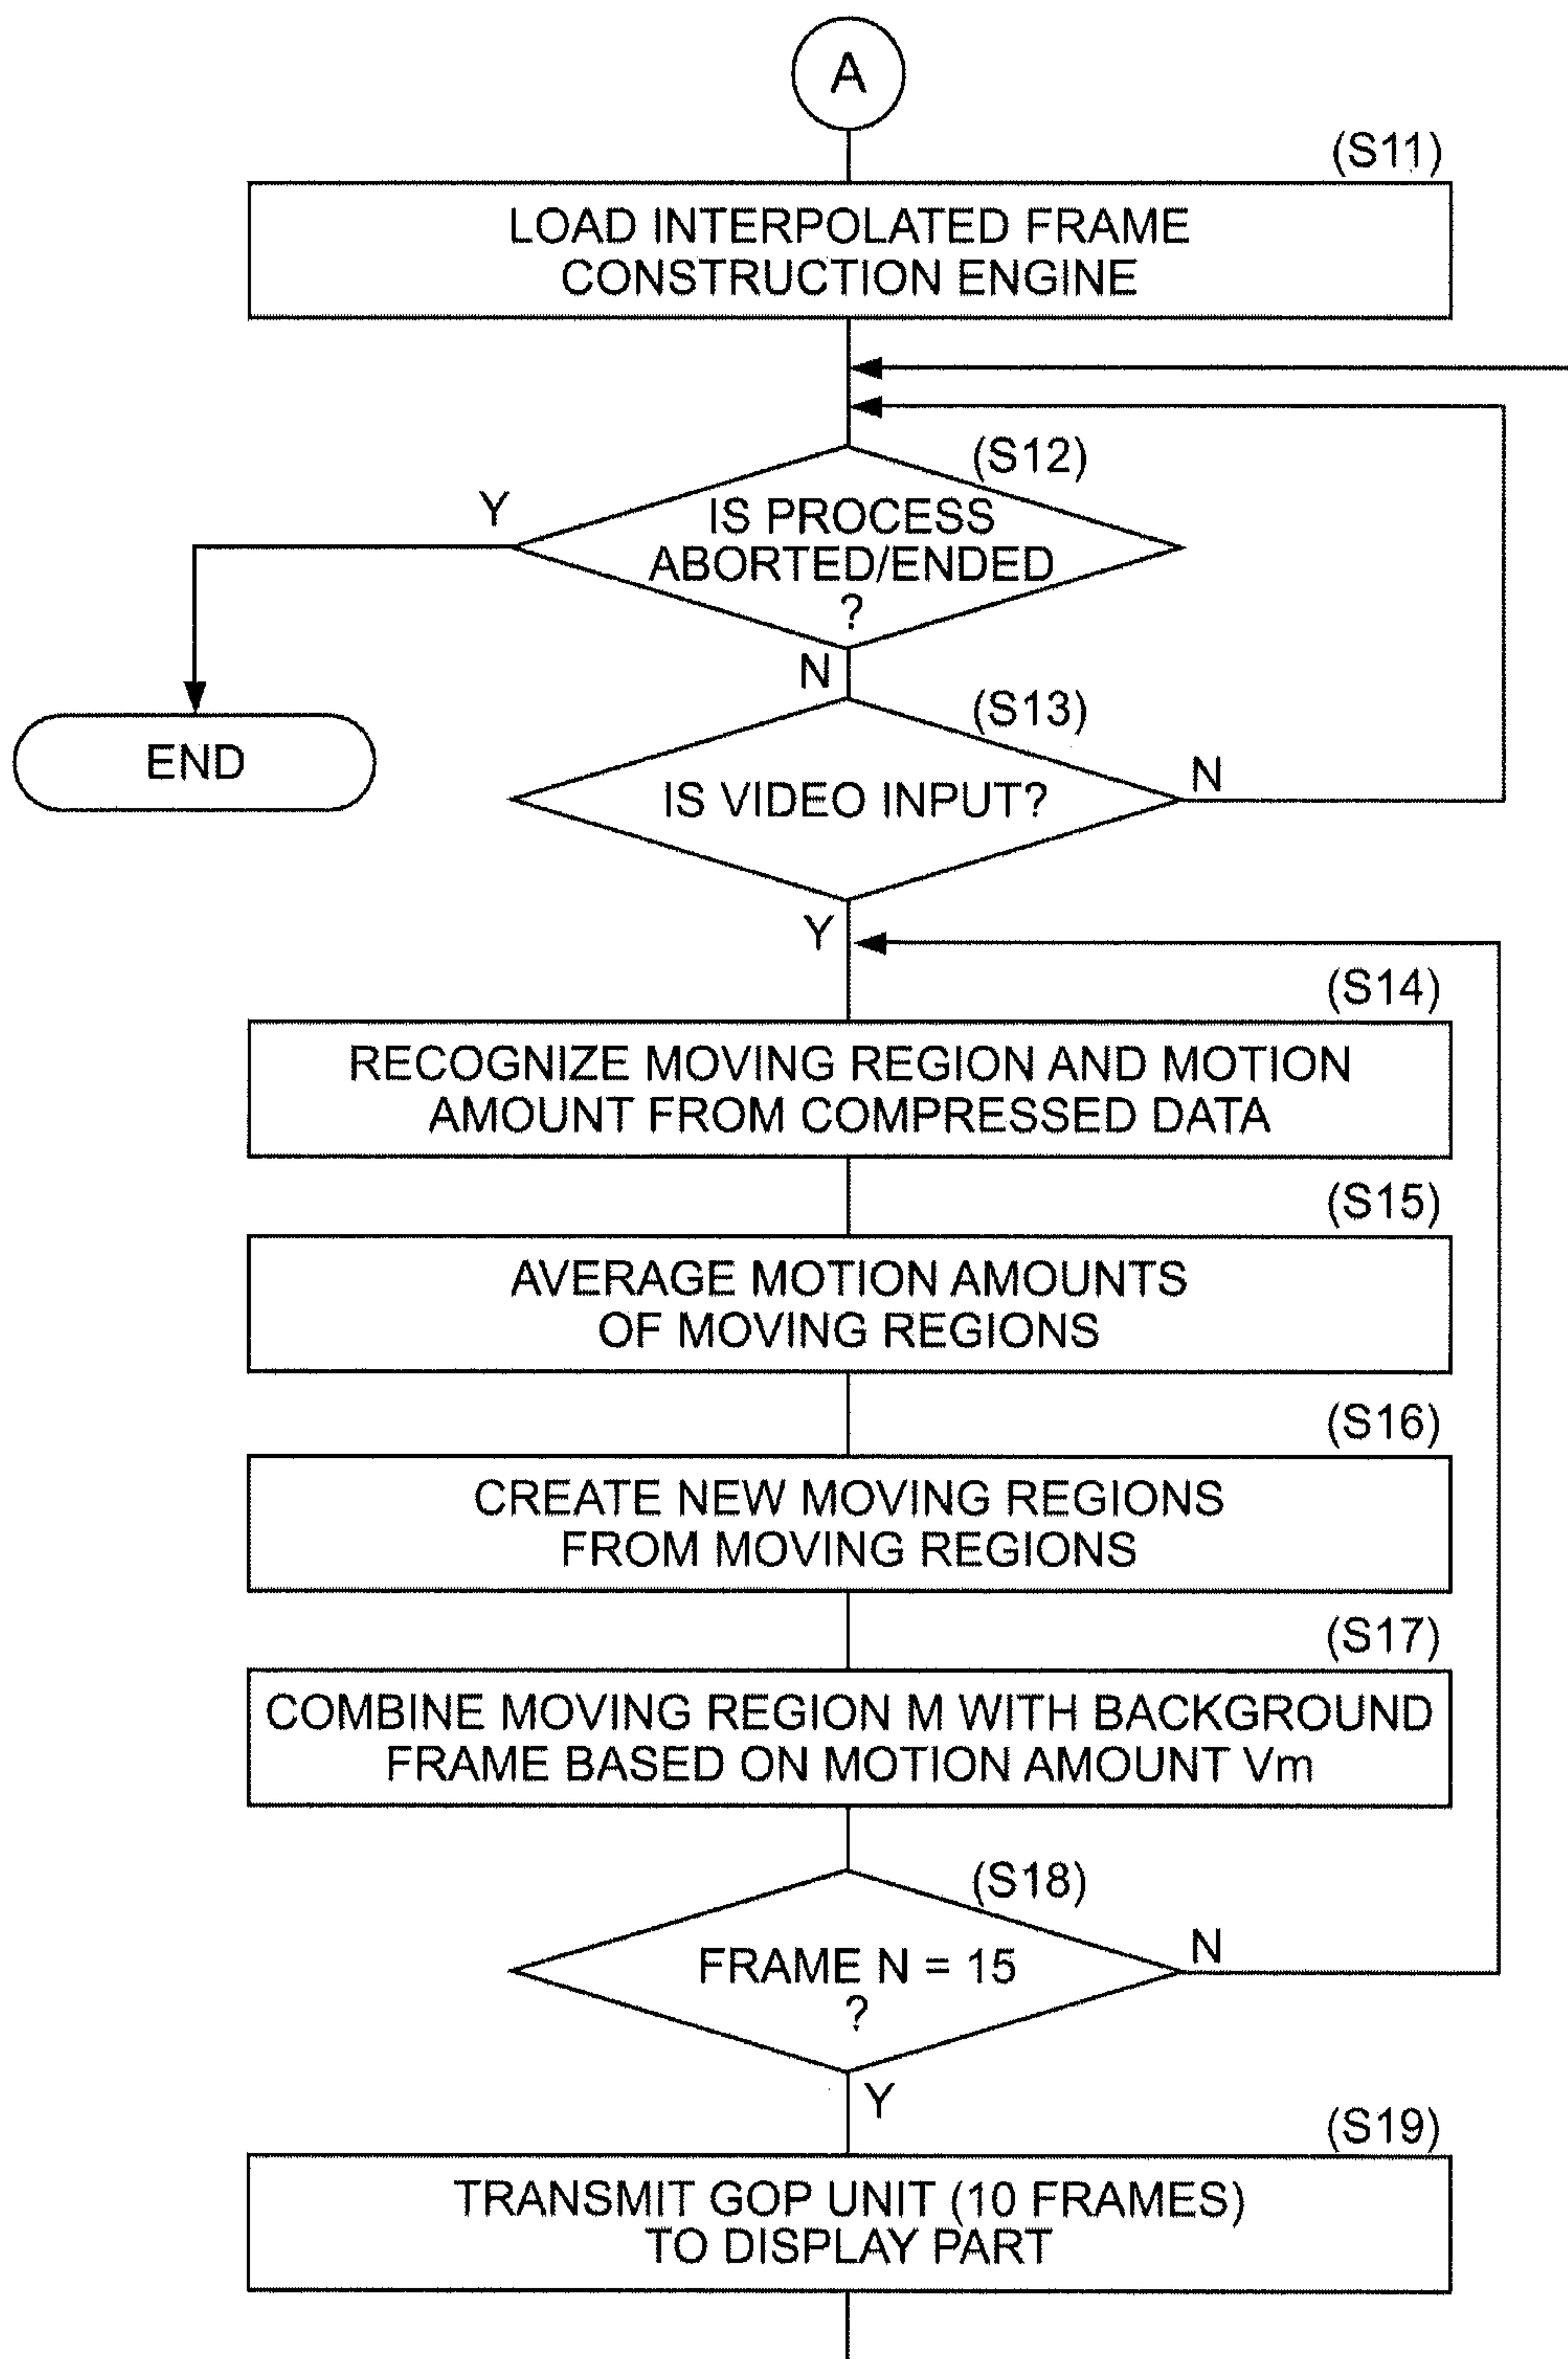 A
(S11)
LOAD INTERPOLATED FRAME
CONSTRUCTION ENGINE
(S12)
Y
IS PROCESS
ABORTED/ENDED
?
N
(S13)
END
IS VIDEO INPUT?
N
Y
(S14)
RECOGNIZE MOVING REGION AND MOTION
AMOUNT FROM COMPRESSED DATA
(S15)
AVERAGE MOTION AMOUNTS
OF MOVING REGIONS
(S16)
CREATE NEW MOVING REGIONS
FROM MOVING REGIONS
(S17)
COMBINE MOVING REGION M WITH BACKGROUND
FRAME BASED ON MOTION AMOUNT Vm
(S18)
FRAME N = 15
?
N
Y
(S19)
TRANSMIT GOP UNIT (10 FRAMES)
TO DISPLAY PART